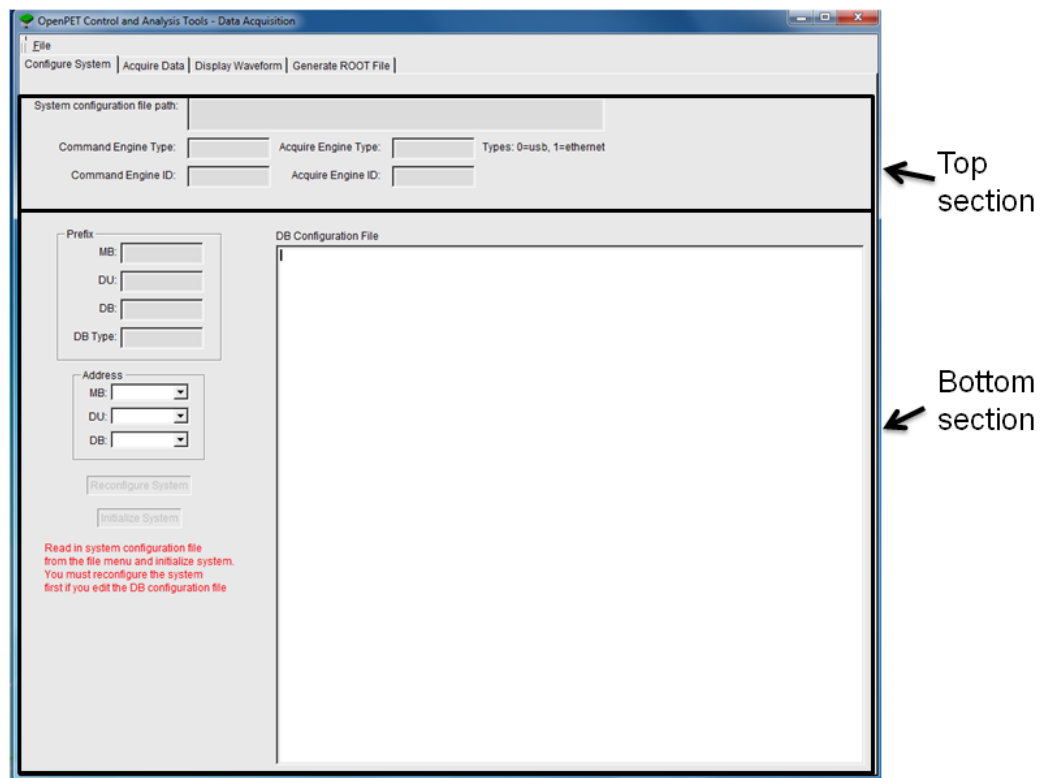 OpenPET Control and Analysis Tools - Data Acquisition
File
Configure System Acquire Data Display Waveform Generate ROOT File
System configuration file path:
Command Engine Type: Acquire Engine Type: Types: 0=usb, 1=ethernet
Command Engine ID: Acquire Engine ID:
Top
section
Prefix
MB:
DU:
DB:
DB Type:
Address
MB:
DU:
DB:
Reconfigure System
Initialize System
Read in system configuration file
from the file menu and initialize system.
You must reconfigure the system
first if you edit the DB configuration file
DB Configuration File
Bottom
section